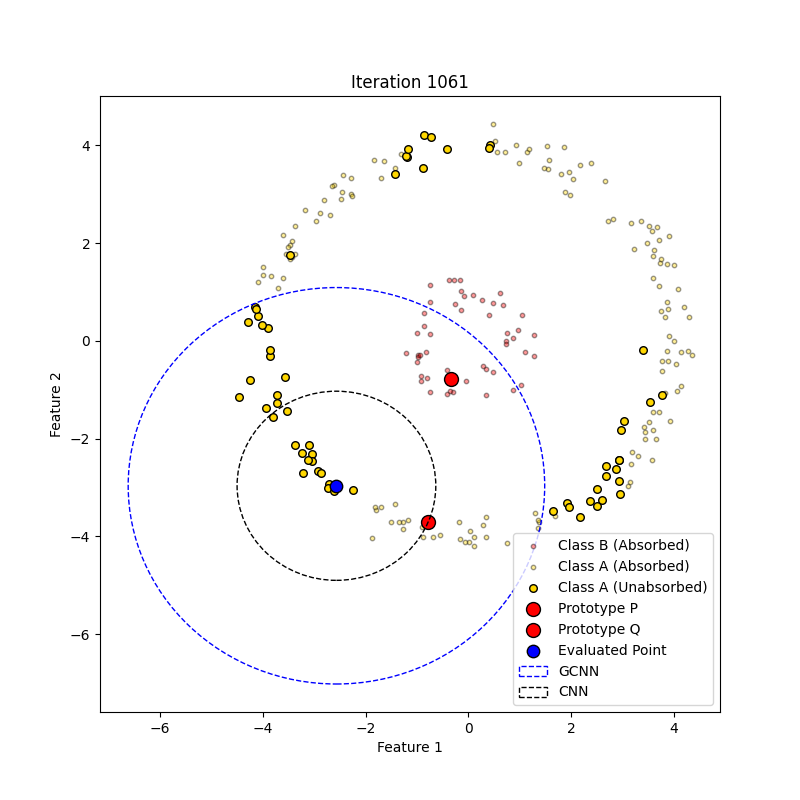 Iteration 1061
Feature 2
4
2
0
−2
−4
−6
−6
−4
−2
0
2
4
Feature 1
Class B (Absorbed)
Class A (Absorbed)
Class A (Unabsorbed)
Prototype P
Prototype Q
Evaluated Point
GCNN
CNN